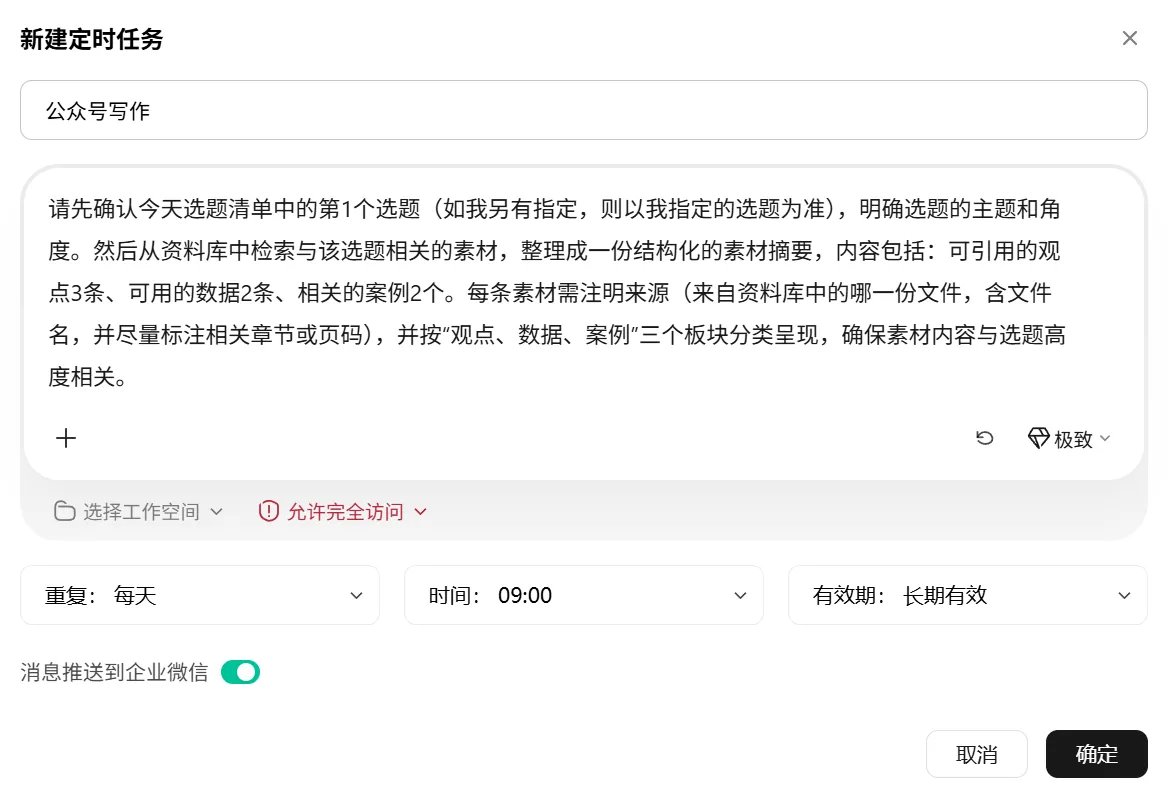 新建定时任务
公众号写作
请先确认今天选题清单中的第1个选题（如我另有指定，则以我指定的选题为准），明确选题的主题和角
度。然后从资料库中检索与该选题相关的素材，整理成一份结构化的素材摘要，内容包括：可引用的观
点3条、可用的数据2条、相关的案例2个。每条素材需注明来源（来自资料库中的哪一份文件，含文件
名，并尽量标注相关章节或页码），并按“观点、数据、案例”三个板块分类呈现，确保素材内容与选题高
度相关。
极致
选择工作空间 允许完全访问
重复： 每天 时间： 09:00 有效期： 长期有效
消息推送到企业微信
取消 确定